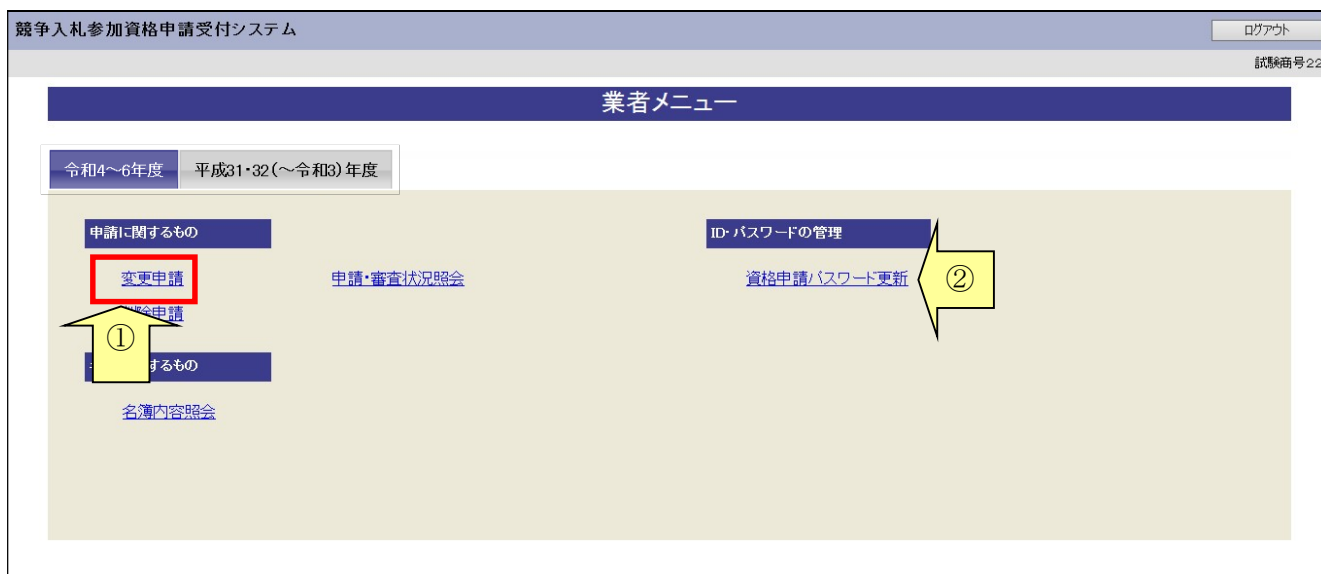 競争入札参加資格申請受付システム
ログアウト
試験商号22
業者メニュー
令和4～6年度
平成31・32(～令和3)年度
申請に関するもの
ID・パスワードの管理
変更申請
申請・審査状況照会
資格申請パスワード更新
②
除申請
①
するもの
名簿内容照会